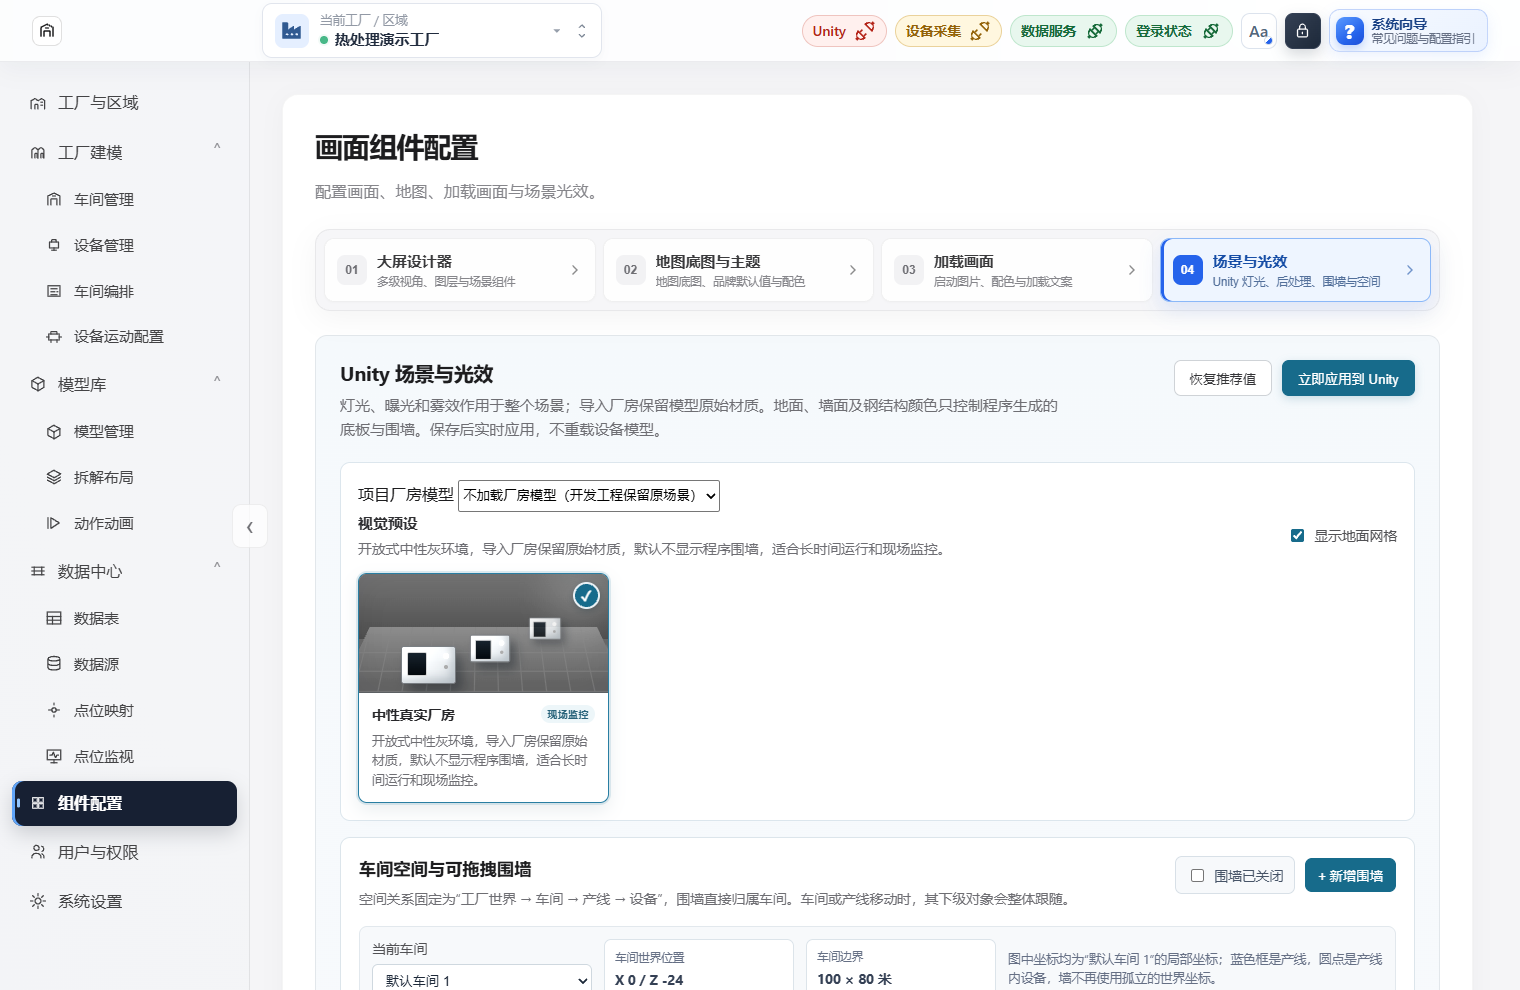 当前工厂 / 区域
热处理演示工厂
Unity
设备采集
数据服务
登录状态
Aa
?
系统向导
常见问题与配置指引
工厂与区域
工厂建模
车间管理
设备管理
车间编排
设备运动配置
模型库
模型管理
拆解布局
动作动画
数据中心
数据表
数据源
点位映射
点位监视
组件配置
用户与权限
系统设置
画面组件配置
配置画面、地图、加载画面与场景光效。
01
大屏设计器
多级视角、图层与场景组件
02
地图底图与主题
地图底图、品牌默认值与配色
03
加载画面
启动图片、配色与加载文案
04
场景与光效
Unity 灯光、后处理、围墙与空间
Unity 场景与光效
灯光、曝光和雾效作用于整个场景；导入厂房保留模型原始材质。地面、墙面及钢结构颜色只控制程序生成的
底板与围墙。保存后实时应用，不重载设备模型。
恢复推荐值
立即应用到 Unity
项目厂房模型 不加载厂房模型（开发工程保留原场景）
视觉预设
开放式中性灰环境，导入厂房保留原始材质，默认不显示程序围墙，适合长时间运行和现场监控。
显示地面网格
中性真实厂房
现场监控
开放式中性灰环境，导入厂房保留原始
材质，默认不显示程序围墙，适合长时
间运行和现场监控。
车间空间与可拖拽围墙
空间关系固定为“工厂世界 → 车间 → 产线 → 设备”，围墙直接归属车间。车间或产线移动时，其下级对象会整体跟随。
围墙已关闭
+ 新增围墙
当前车间
默认车间 1
车间世界位置
X 0 / Z -24
车间边界
100 × 80 米
图中坐标均为“默认车间 1”的局部坐标；蓝色框是产线，圆点是产线
内设备，墙不再使用孤立的世界坐标。